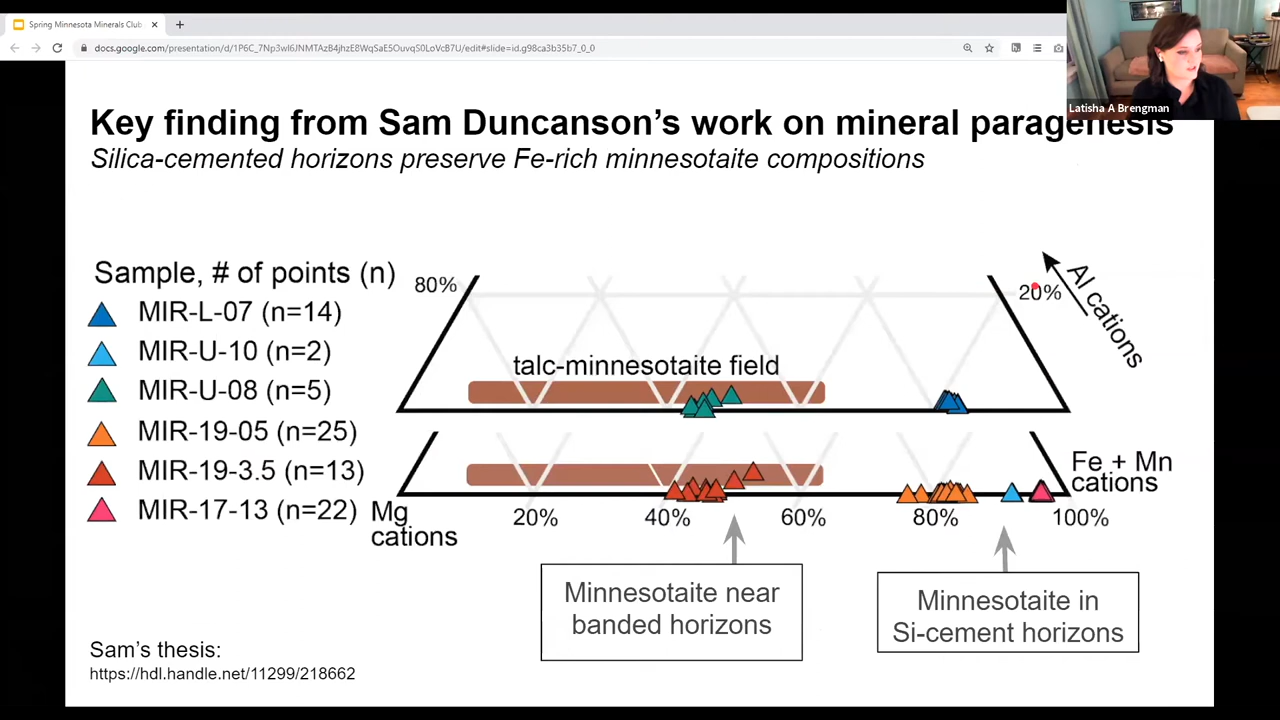 Spring Minnesota Minerals Club
docs.google.com/presentation/d/1P6C_7Np3wI6JNMTAzB4jhzE8WqSaE5OuvqS0LoVcB7U/edit#slide=id.g98ca3b35b7_0_0
Latisha A Brengman
Key finding from Sam Duncanson’s work on mineral paragenesis
Silica-cemented horizons preserve Fe-rich minnesotaite compositions
Sample, # of points (n)
MIR-L-07 (n=14)
MIR-U-10 (n=2)
MIR-U-08 (n=5)
MIR-19-05 (n=25)
MIR-19-3.5 (n=13)
MIR-17-13 (n=22)
80%
20%
Al cations
talc-minnesotaite field
Fe + Mn
cations
Mg
cations
20%
40%
60%
80%
100%
Minnesotaite near
banded horizons
Minnesotaite in
Si-cement horizons
Sam’s thesis:
https://hdl.handle.net/11299/218662